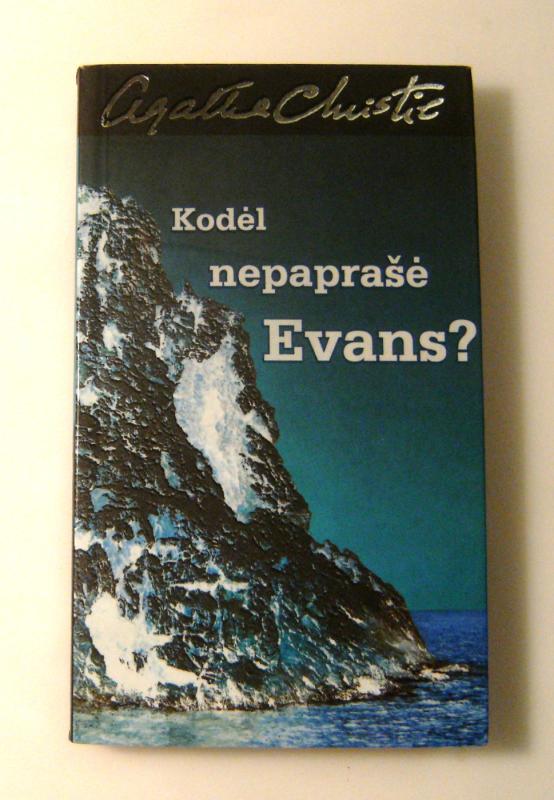 Agatha Christie
Kodėl
nepaprašė
Evans?